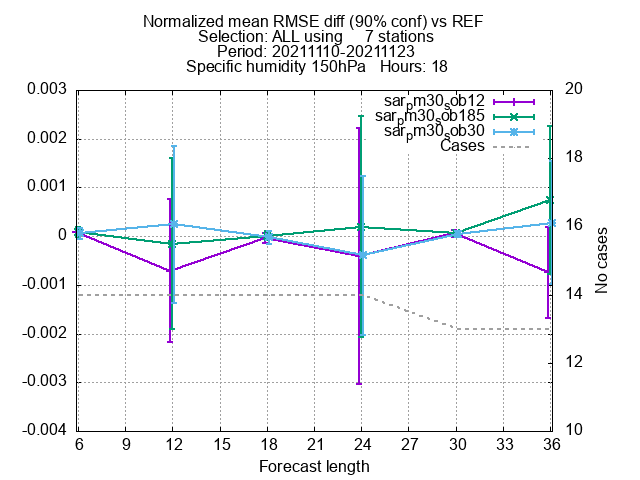 Normalized mean RMSE diff (90% conf) vs REF
Selection: ALL using     7 stations
Period: 20211110-20211123
Specific humidity 150hPa   Hours: 18
0.003
0.002
0.001
0
-0.001
-0.002
-0.003
-0.004
20
18
16
14
12
10
No cases
sarpm30sob12
sarpm30sob185
sarpm30sob30
Cases
6 9 12 15 18 21 24 27 30 33 36
Forecast length